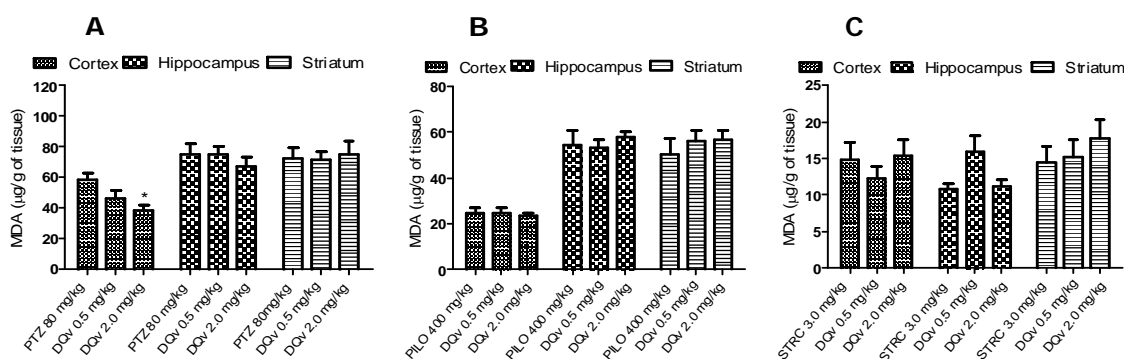 A
Cortex Hippocampus Striatum
MDA (µg/g of tissue)
120
100
80
60
40
20
0
*
PTZ 80 mg/kg
DQv 0.5 mg/kg
DQv 2.0 mg/kg
PTZ 80 mg/kg
DQv 0.5 mg/kg
DQv 2.0 mg/kg
PTZ 80mg/kg
DQv 0.5 mg/kg
DQv 2.0 mg/kg
B
Cortex Hippocampus Striatum
MDA (µg/g of tissue)
80
60
40
20
0
PILO 400 mg/kg
DQv 0.5 mg/kg
DQV 2.0 mg/kg
PILO 400 mg/kg
DQv 0.5 mg/kg
DQv 2.0 mg/kg
PILO 400 mg/kg
DQv 0.5 mg/kg
DQv 2.0 mg/kg
C
Cortex Hippocampus Striatum
MDA (µg/g of tissue)
25
20
15
10
5
0
STRC 3.0 mg/kg
DQv 0.5 mg/kg
DQv 2.0 mg/kg
STRC 3.0 mg/kg
DQv 0.5 mg/kg
DQv 2.0 mg/kg
STRC 3.0 mg/kg
DQv 0.5 mg/kg
DQv 2.0 mg/kg